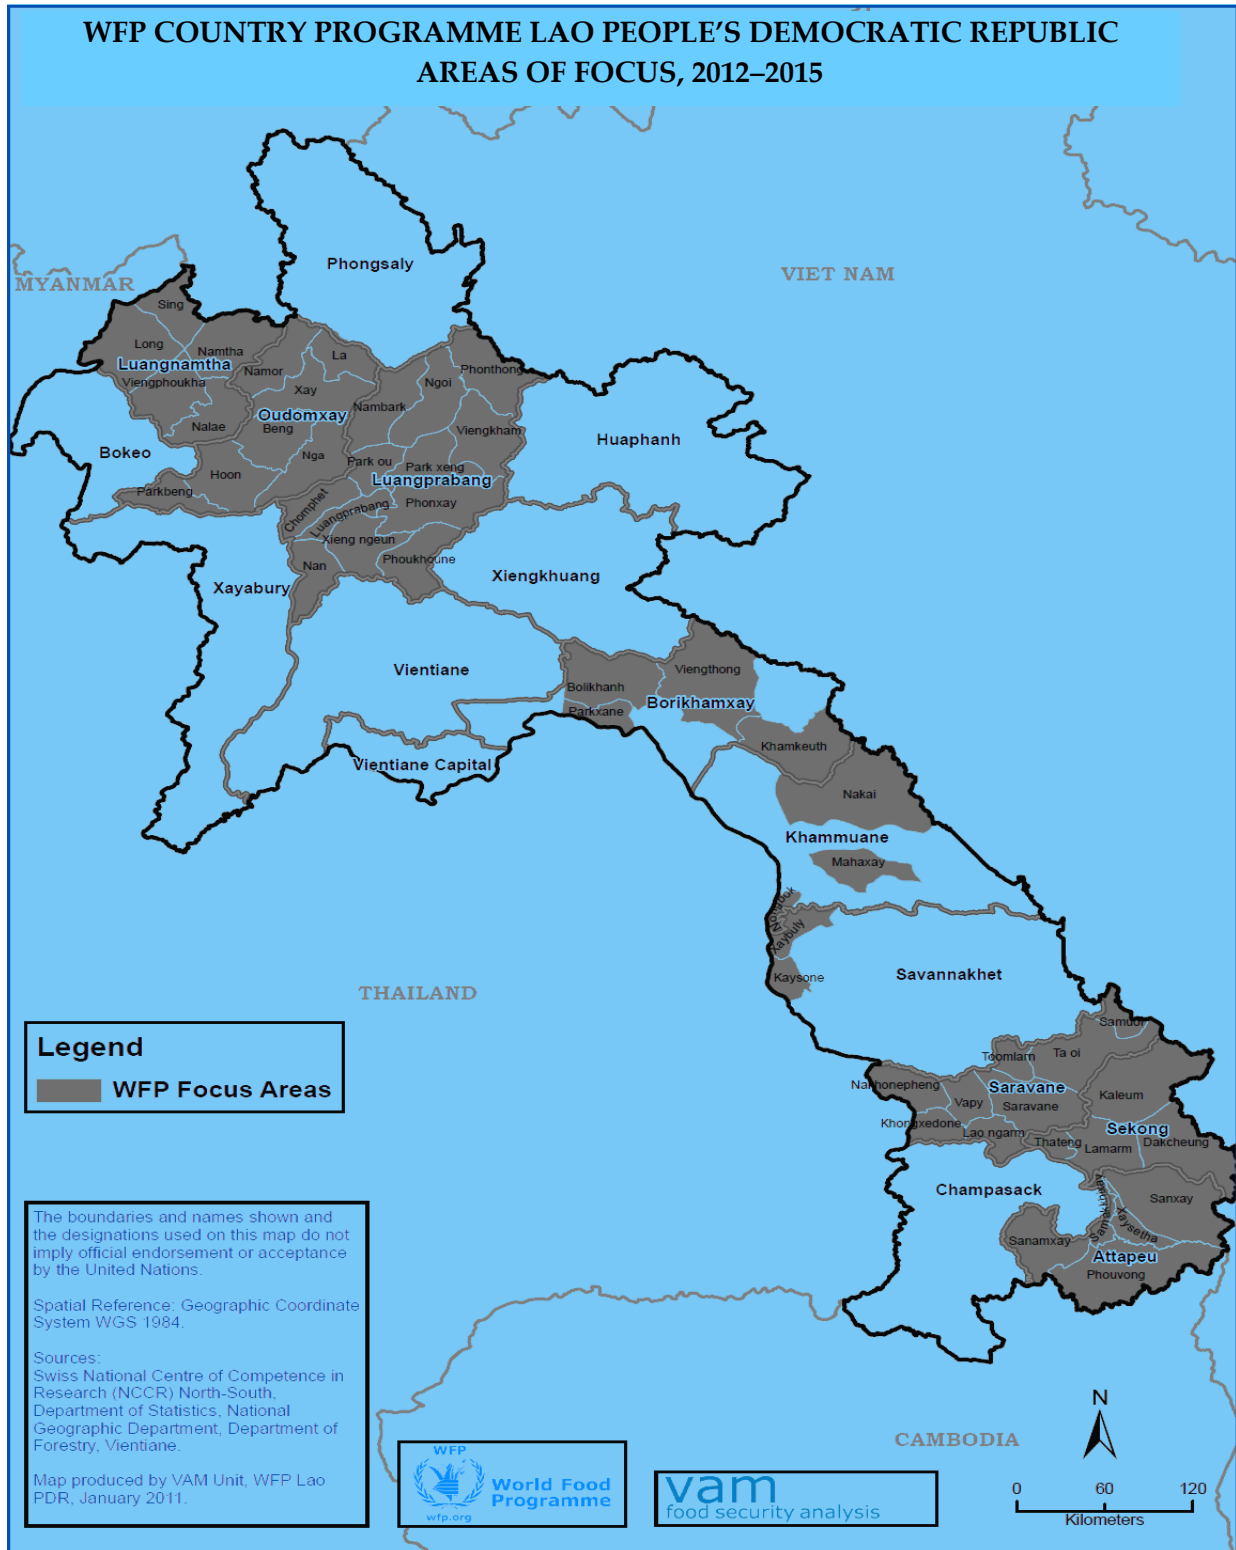 WFP COUNTRY PROGRAMME LAO PEOPLE'S DEMOCRATIC REPUBLIC
AREAS OF FOCUS, 2012–2015
Phongsaly
VIET NAM
MYANMAR
Sing
Long
Namtha
La
Luangnamtha
Namor
Phonthong
Viengphoukha
Xay
Ngoi
Nambark
Oudomxay
Nalae
Beng
Viengkham
Huaphanh
Bokeo
Nga
Park ou
Park xeng
Hoon
Luangprabang
Parkbeng
Chomphet
Luangprabang
Phonxay
Xieng ngeun
Nan
Phoukhoune
Xiengkhuang
Xayabury
Vientiane
Viengthong
Bolikhanh
Borikhamxay
Parkxane
Khamkeuth
Vientiane Capital
Nakai
Khammuane
Mahaxay
Xaybuly
Kaysone
Savannakhet
THAILAND
Samuoi
Toomlarn
Ta oi
Nakhonepheng
Saravane
Vapy
Saravane
Kaleum
Khongxedone
Lao ngarm
Sekong
Thateng
Lamarm
Dakcheung
Champasack
Samakkhixay
Sanxay
Xaysetha
Sanamxay
Attapeu
Phouvong
Legend
WFP Focus Areas
The boundaries and names shown and
the designations used on this map do not
imply official endorsement or acceptance
by the United Nations.
Spatial Reference: Geographic Coordinate
System WGS 1984.
Sources:
Swiss National Centre of Competence in
Research (NCCR) North-South,
Department of Statistics, National
Geographic Department, Department of
Forestry, Vientiane.
Map produced by VAM Unit, WFP Lao
PDR, January 2011.
WFP
wfp.org
World Food
Programme
vam
food security analysis
CAMBODIA
N
0 60 120
Kilometers